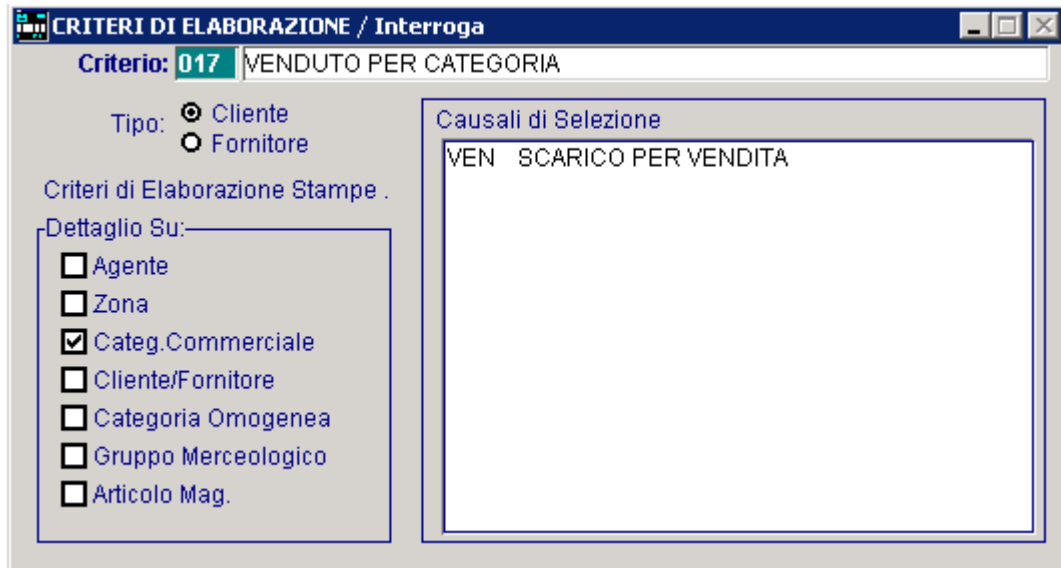 CRITERI DI ELABORAZIONE / Interroga
Criterio: 017 VENDUTO PER CATEGORIA
Tipo: Cliente
Fornitore
Criteri di Elaborazione Stampe .
Dettaglio Su:
Agente
Zona
Categ.Commerciale
Cliente/Fornitore
Categoria Omogenea
Gruppo Merceologico
Articolo Mag.
Causali di Selezione
VEN SCARICO PER VENDITA